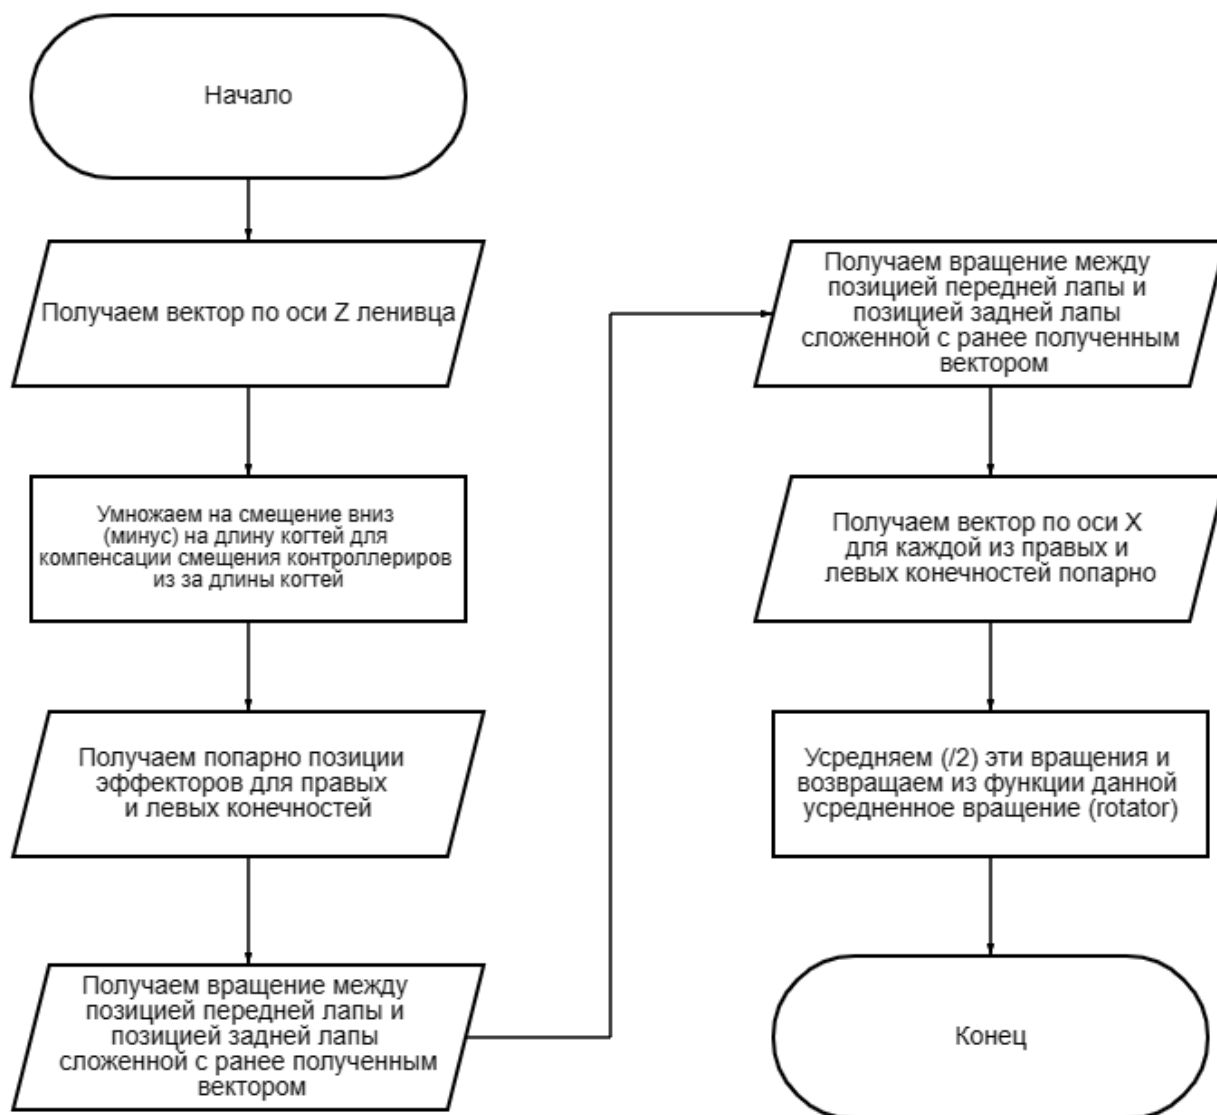 Начало
Получаем вектор по оси Z ленивца
Умножаем на смещение вниз
(минус) на длину когтей для
компенсации смещения контроллериров
из за длины когтей
Получаем попарно позиции
эффекторов для правых
и левых конечностей
Получаем вращение между
позицией передней лапы и
позицией задней лапы
сложенной с ранее полученным
вектором
Получаем вращение между
позицией передней лапы и
позицией задней лапы
сложенной с ранее полученным
вектором
Получаем вектор по оси X
для каждой из правых и
левых конечностей попарно
Усредняем (/2) эти вращения и
возвращаем из функции данной
усредненное вращение (rotator)
Конец